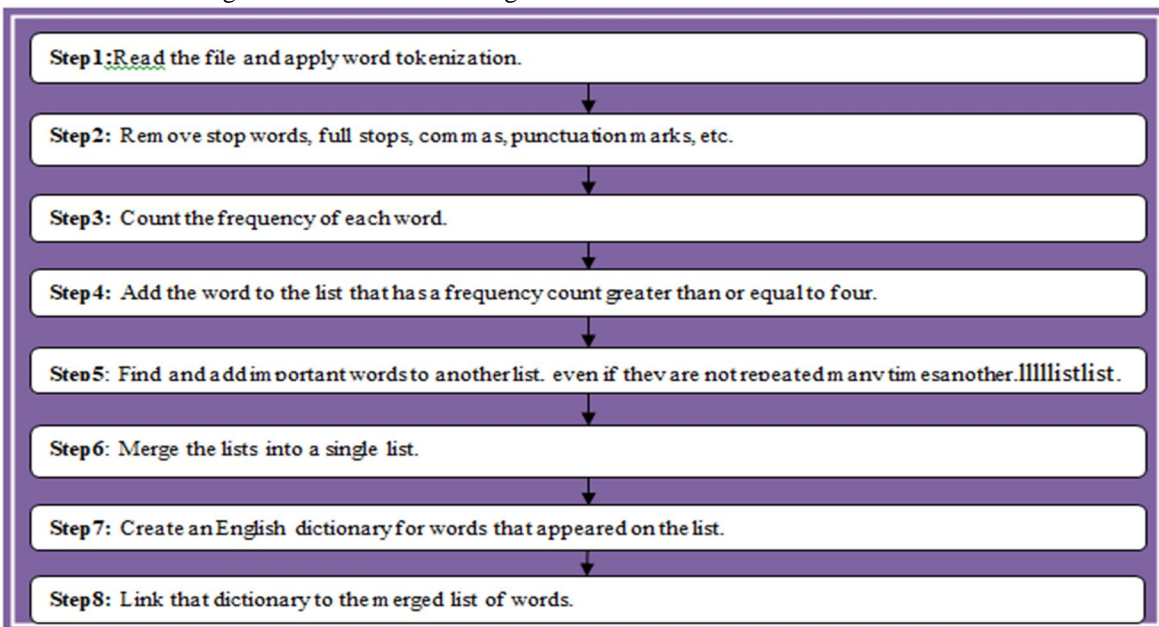 Step1:Read the file and apply word tokenization.
Step2: Remove stop words, full stops, commas, punctuation marks, etc.
Step3: Count the frequency of each word.
Step4: Add the word to the list that has a frequency count greater than or equal to four.
Step5: Find and add important words to another list. even if they are not repeated many timesanother.lllllistlist.
Step6: Merge the lists into a single list.
Step7: Create an English dictionary for words that appeared on the list.
Step8: Link that dictionary to the merged list of words.